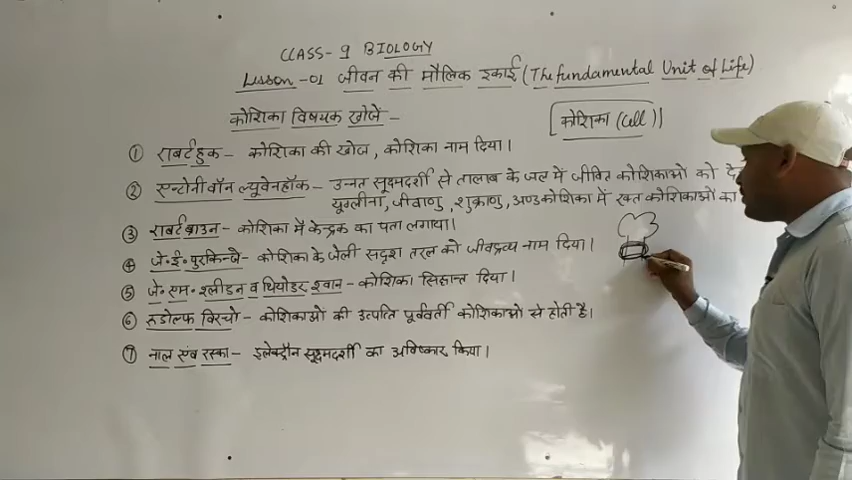 CLASS- 9 BIOLOGY
Lesson-01 जीवन की मौलिक इकाई (The fundamental Unit of Life)
कोशिका विषयक खोजें-
[कोशिका (Cell)]
① राबर्टहुक- कोशिका की खोज, कोशिका नाम दिया।
② एन्टोनी वॉन ल्यूवेनहॉक- उन्नत सूक्ष्मदर्शी से तालाब के जल में जीवित कोशिकाओं को
यूग्लीना, जीवाणु, शुक्राणु, अण्डकोशिका में रक्त कोशिकाओं का
③ राबर्टब्राउन- कोशिका में केन्द्रक का पता लगाया।
④ जे॰ई॰पुरकिन्जे- कोशिका के जेली सदृश तरल को जीवद्रव्य नाम दिया।
⑤ जे॰ एम॰ श्लीडन व थियोडर श्वान- कोशिका सिद्धान्त दिया।
⑥ रुडोल्फ विरचो- कोशिकाओं की उत्पति पूर्ववर्ती कोशिकाओ से होती है।
⑦ नाल एंव रस्का- इलेक्ट्रौन सूक्ष्मदर्शी का अविष्कार किया।